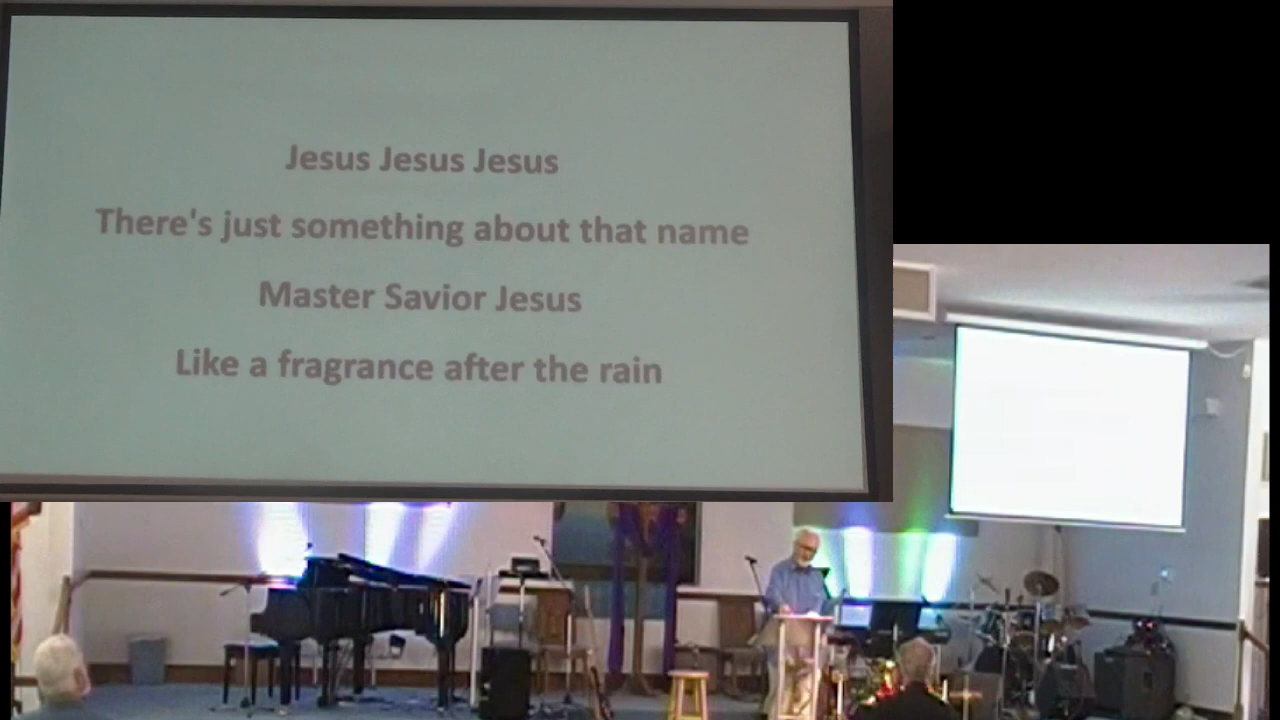 Jesus Jesus Jesus
There's just something about that name
Master Savior Jesus
Like a fragrance after the rain